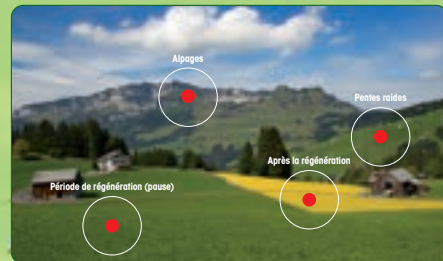 Alpages
Pentes raides
Après la régénération
Période de régénération (pause)